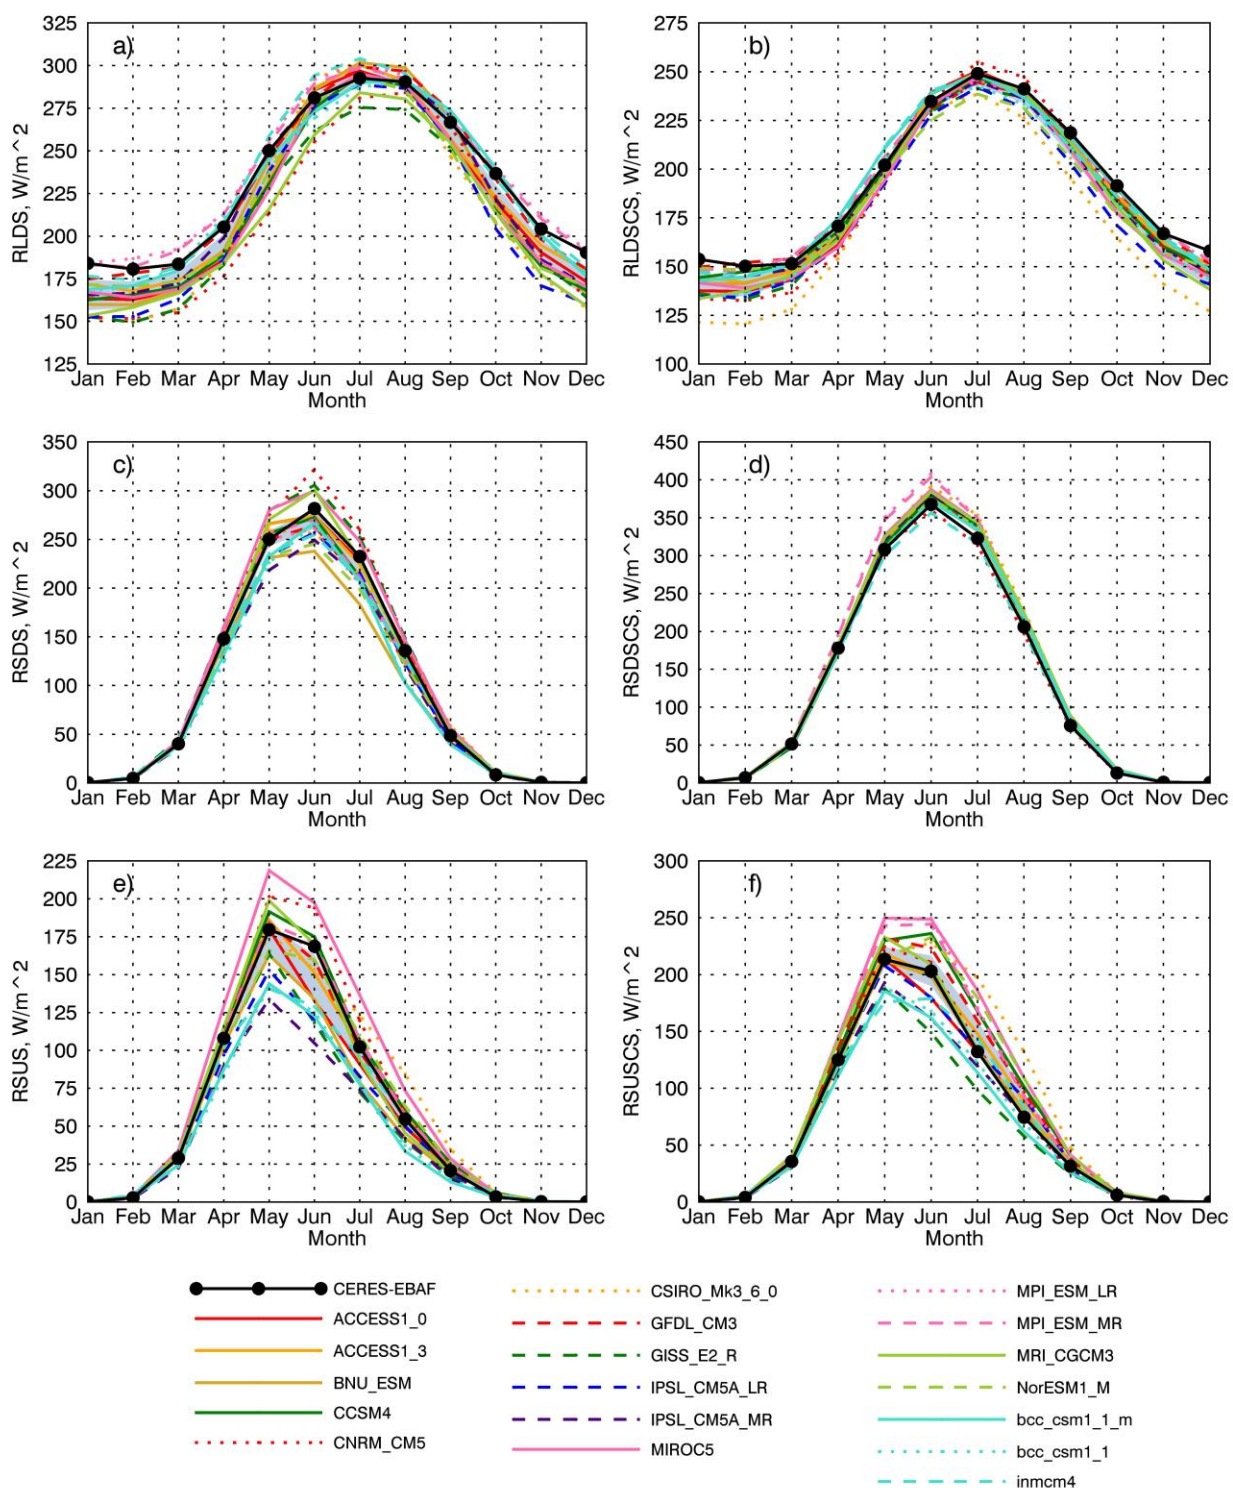 a)
RLDS, W/m^2
325
300
275
250
225
200
175
150
125
Jan Feb Mar Apr May Jun Jul Aug Sep Oct Nov Dec
Month
b)
RLDSCS, W/m^2
275
250
225
200
175
150
125
100
Jan Feb Mar Apr May Jun Jul Aug Sep Oct Nov Dec
Month
c)
RSDS, W/m^2
350
300
250
200
150
100
50
0
Jan Feb Mar Apr May Jun Jul Aug Sep Oct Nov Dec
Month
d)
RSDSCS, W/m^2
450
400
350
300
250
200
150
100
50
0
Jan Feb Mar Apr May Jun Jul Aug Sep Oct Nov Dec
Month
e)
RSUS, W/m^2
225
200
175
150
125
100
75
50
25
0
Jan Feb Mar Apr May Jun Jul Aug Sep Oct Nov Dec
Month
f)
RSUSCS, W/m^2
300
250
200
150
100
50
0
Jan Feb Mar Apr May Jun Jul Aug Sep Oct Nov Dec
Month
CERES-EBAF
ACCESS1_0
ACCESS1_3
BNU_ESM
CCSM4
CNRM_CM5
CSIRO_Mk3_6_0
GFDL_CM3
GISS_E2_R
IPSL_CM5A_LR
IPSL_CM5A_MR
MIROC5
MPI_ESM_LR
MPI_ESM_MR
MRI_CGCM3
NorESM1_M
bcc_csm1_1_m
bcc_csm1_1
inmcm4